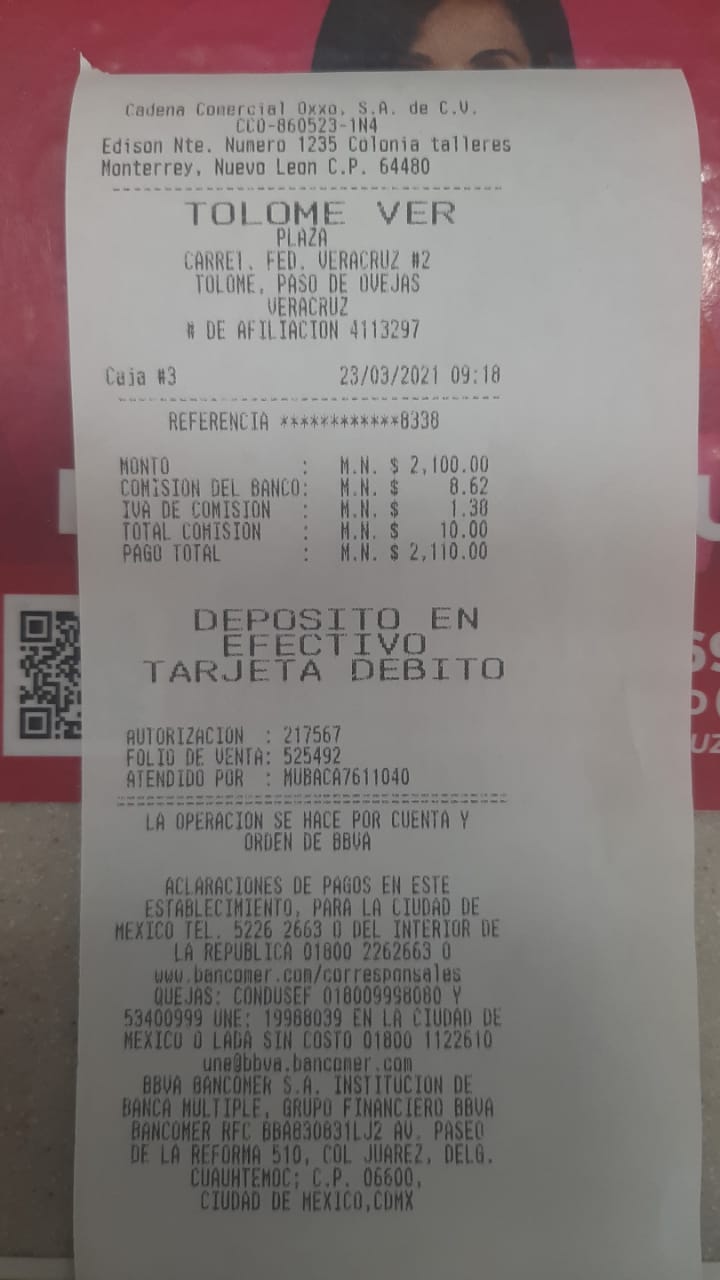 Cadena Comercial Oxxo, S.A. de C.V.
CCO-860523-1N4
Edison Nte. Numero 1235 Colonia talleres
Monterrey, Nuevo Leon C.P. 64480
TOLOME VER
PLAZA
CARRET. FED. VERACRUZ #2
TOLOME, PASO DE OVEJAS
VERACRUZ
# DE AFILIACION 4113297
Caja #3 23/03/2021 09:18
REFERENCIA ************8338
MONTO : M.N. $ 2,100.00
COMISION DEL BANCO: M.N. $ 8.62
IVA DE COMISION : M.N. $ 1.38
TOTAL COMISION : M.N. $ 10.00
PAGO TOTAL : M.N. $ 2,110.00
DEPOSITO EN
EFECTIVO
TARJETA DEBITO
AUTORIZACION : 217567
FOLIO DE VENTA: 525492
ATENDIDO POR : MUBACA7611040
LA OPERACION SE HACE POR CUENTA Y
ORDEN DE BBVA
ACLARACIONES DE PAGOS EN ESTE
ESTABLECIMIENTO, PARA LA CIUDAD DE
MEXICO TEL. 5226 2663 O DEL INTERIOR DE
LA REPUBLICA 01800 2262663 O
www.bancomer.com/corresponsales
QUEJAS: CONDUSEF 018009998080 Y
53400999 UNE: 19988039 EN LA CIUDAD DE
MEXICO O LADA SIN COSTO 01800 1122610
une@bbva.bancomer.com
BBVA BANCOMER S.A. INSTITUCION DE
BANCA MULTIPLE, GRUPO FINANCIERO BBVA
BANCOMER RFC BBA830831LJ2 AV. PASEO
DE LA REFORMA 510, COL JUAREZ, DELG.
CUAUHTEMOC; C.P. 06600,
CIUDAD DE MEXICO,CDMX